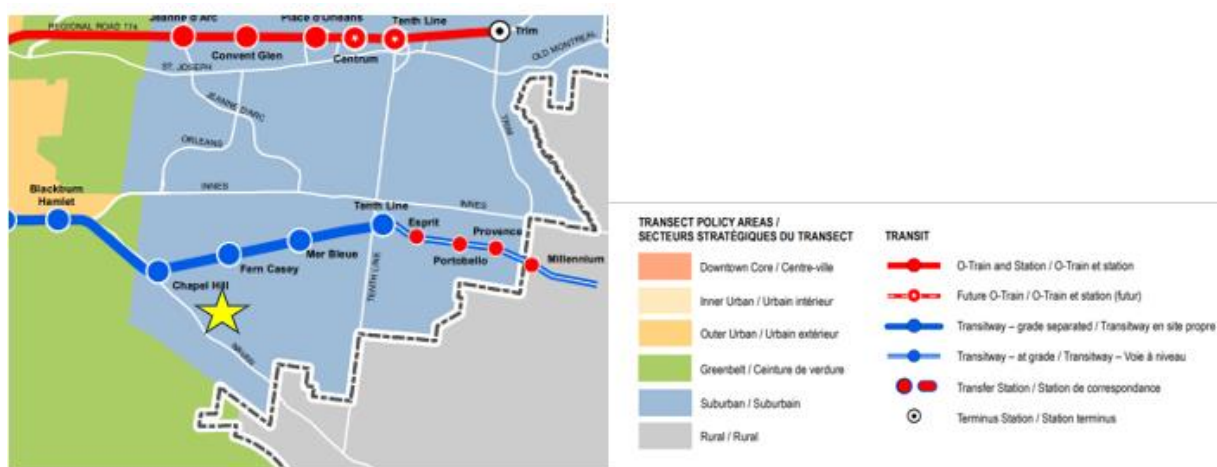 Jeanne d'Arc
Place d'Orléans
Tenth Line
REGIONAL ROAD 174
Trim
Convent Glen
Centrum
OLD MONTREAL
ST. JOSEPH
JEANNE D'ARC
TRIM
ORLEANS
INNES
Blackburn
Hamlet
Tenth Line
INNES
Esprit
Provence
Mer Bleue
Portobello
Millennium
Fern Casey
Chapel Hill
TENTH LINE
TRANSECT POLICY AREAS /
SECTEURS STRATÉGIQUES DU TRANSECT
Downtown Core / Centre-ville
Inner Urban / Urbain intérieur
Outer Urban / Urbain extérieur
Greenbelt / Ceinture de verdure
Suburban / Suburbain
Rural / Rural
TRANSIT
O-Train and Station / O-Train et station
Future O-Train / O-Train et station (futur)
Transitway – grade separated / Transitway en site propre
Transitway – at grade / Transitway – Voie à niveau
Transfer Station / Station de correspondance
Terminus Station / Station terminus